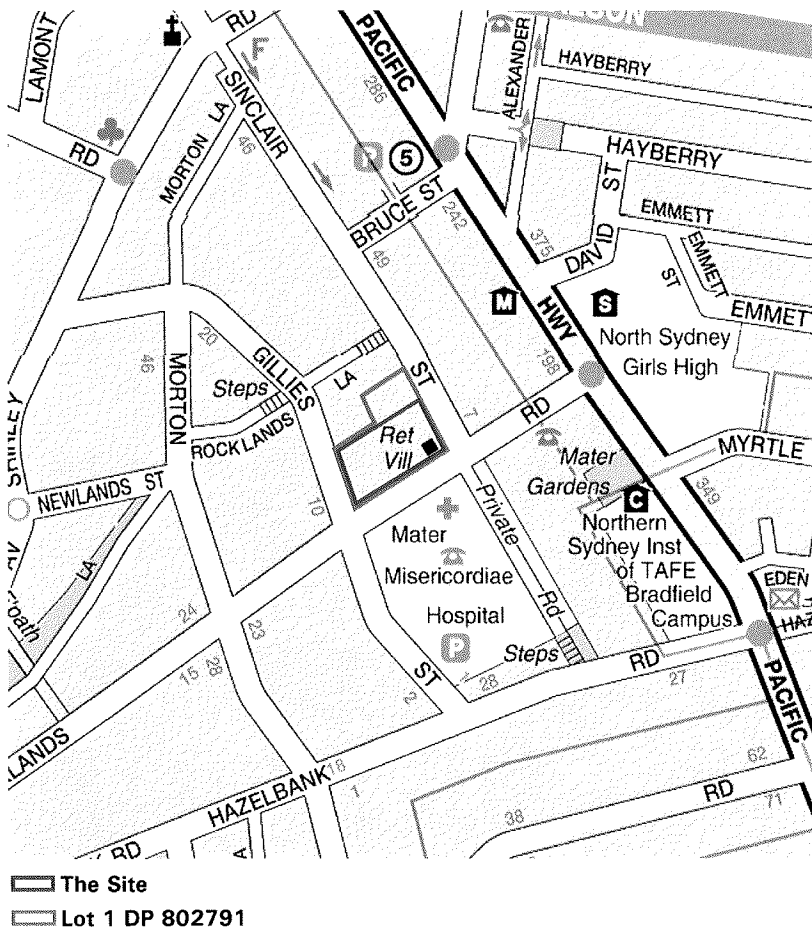 RD
PACIFIC
LAMONT
F
ALEXANDER
HAYBERRY
286
SINCLAIR
MORTON LA
RD
46
P
5
HAYBERRY
ST
BRUCE ST
242
EMMETT
375
DAVID
49
EMMETT
ST
M
HWY
S
EMMETT
20
North Sydney
Girls High
198
46
GILLIES
MORTON
Steps
LA
ST
7
RD
ROCKLANDS
Ret
Vill
Mater
Gardens
MYRTLE
NEWLANDS ST
10
Private
C
349
Mater
Northern
Sydney Inst
of TAFE
Bradfield
Campus
LA
Misericordiae
EDEN
Hospital
Rd
24
23
P
Steps
RD
PACIFIC
15
28
ST
2
28
27
LANDS
18
1
HAZELBANK
62
RD
71
38
RD
The Site
Lot 1 DP 802791